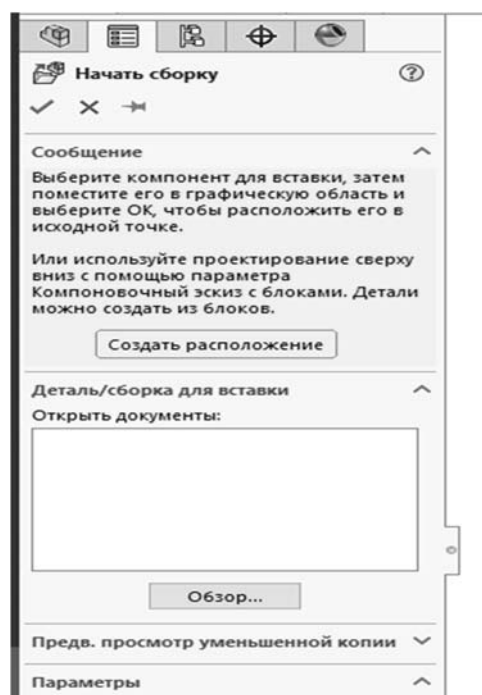 Начать сборку
Сообщение
Выберите компонент для вставки, затем
поместите его в графическую область и
выберите ОК, чтобы расположить его в
исходной точке.
Или используйте проектирование сверху
вниз с помощью параметра
Компоновочный эскиз с блоками. Детали
можно создать из блоков.
Создать расположение
Деталь/сборка для вставки
Открыть документы:
Обзор...
Предв. просмотр уменьшенной копии
Параметры